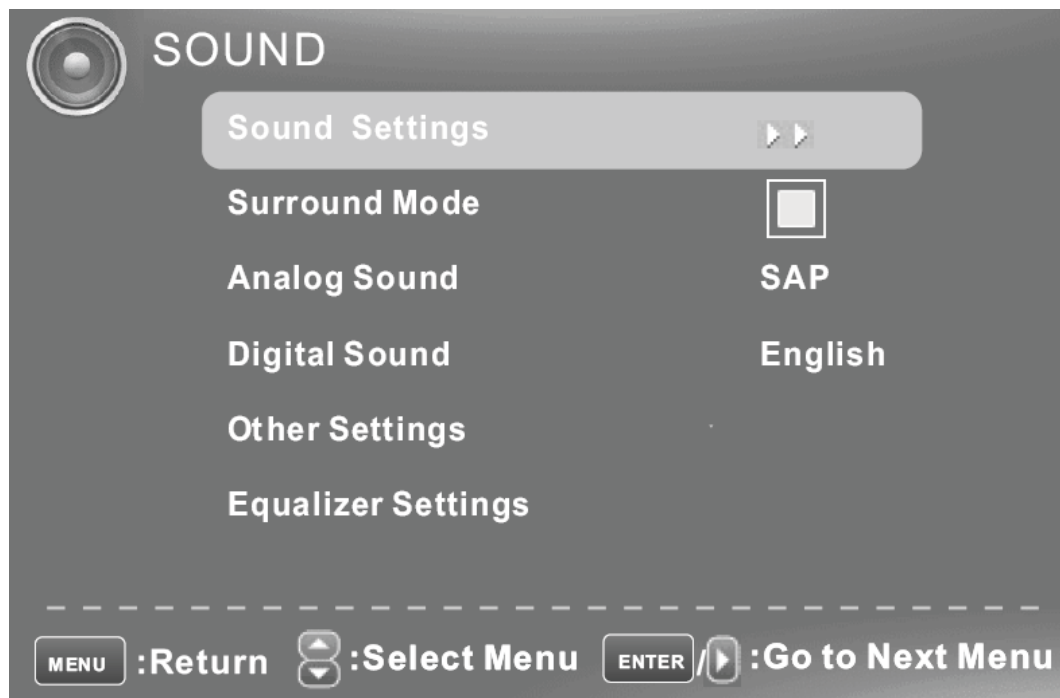 SOUND
Sound Settings
Surround Mode
Analog Sound SAP
Digital Sound English
Other Settings
Equalizer Settings
MENU :Return :Select Menu ENTER / :Go to Next Menu